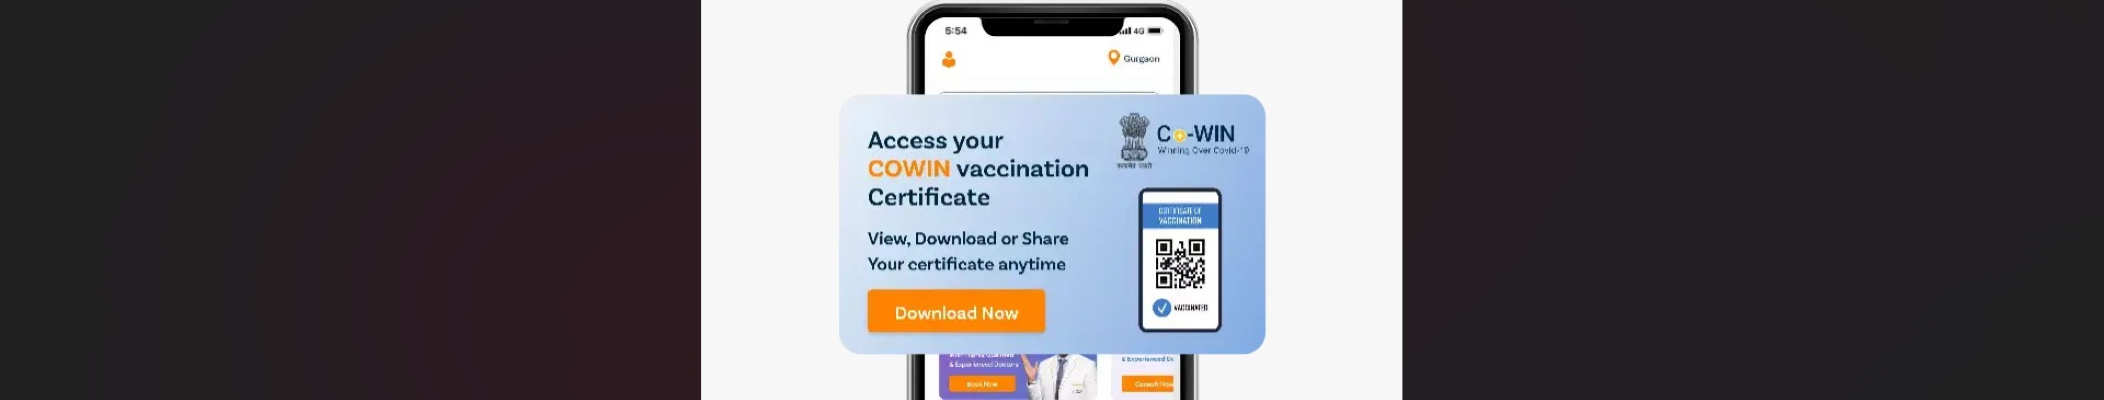 5:54
4G
Gurgaon
Access your
COWIN vaccination
Certificate
Co-WIN
Winning Over Covid-19
सत्यमेव जयते
View, Download or Share
Your certificate anytime
Download Now
CERTIFICATE OF
VACCINATION
VACCINATED
& Experienced Doctors
Book Now
& Experienced Do
Consult Now